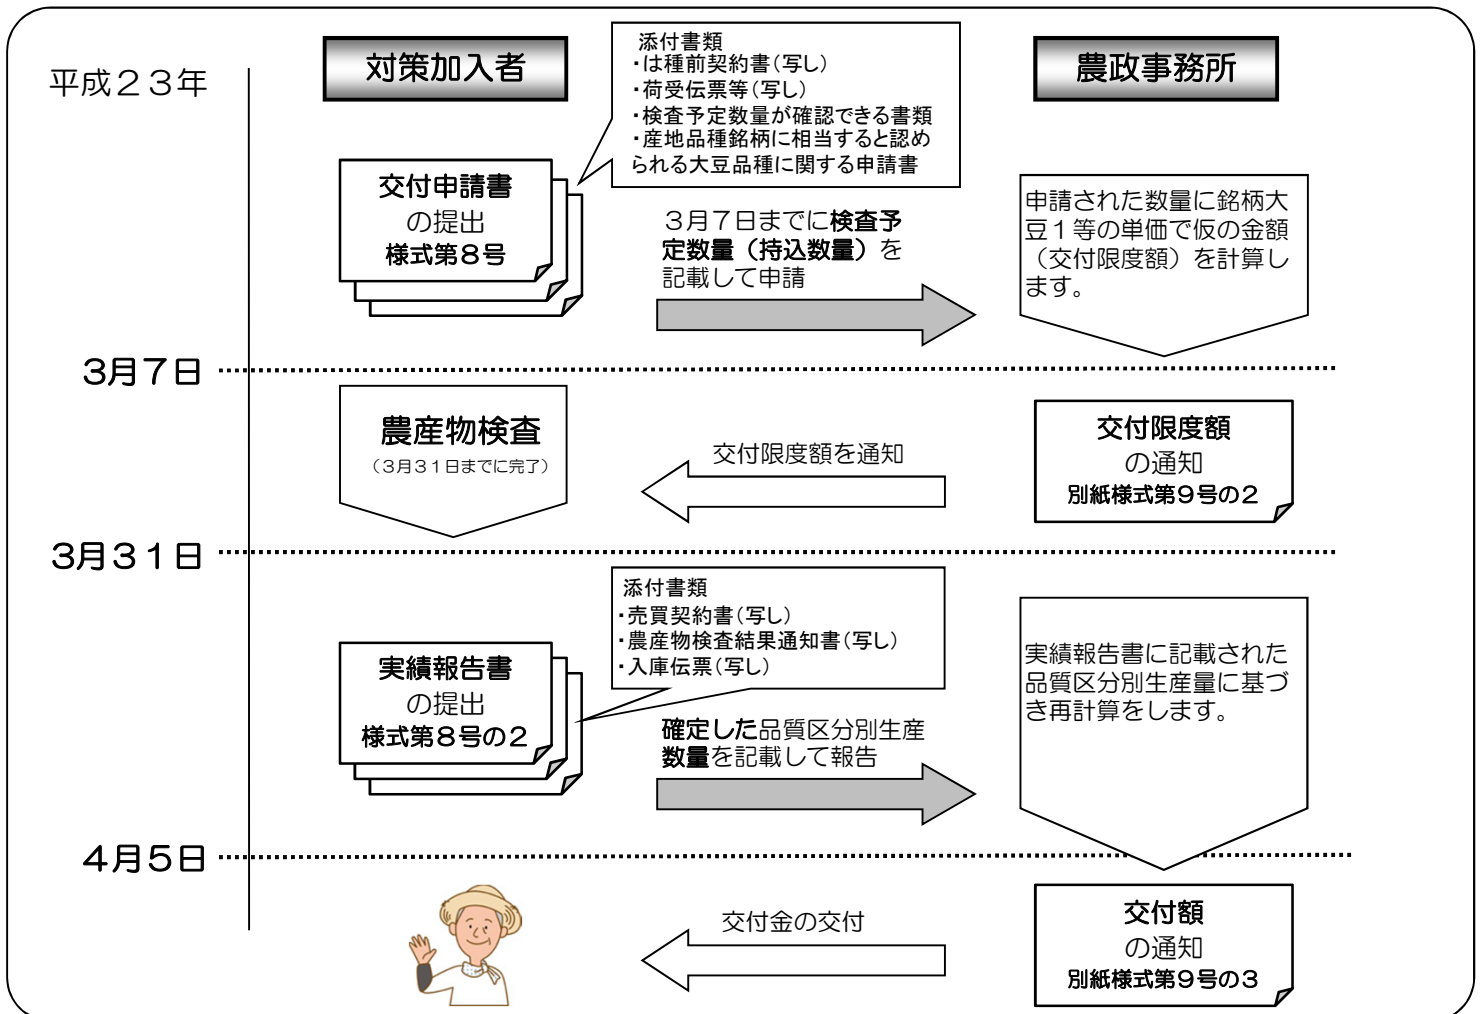 平成２３年
対策加入者
農政事務所
添付書類
・は種前契約書（写し）
・荷受伝票等（写し）
・検査予定数量が確認できる書類
・産地品種銘柄に相当すると認め
られる大豆品種に関する申請書
交付申請書
の提出
様式第８号
３月７日までに検査予
定数量（持込数量）を
記載して申請
申請された数量に銘柄大
豆１等の単価で仮の金額
（交付限度額）を計算し
ます。
３月７日
農産物検査
（３月３１日までに完了）
交付限度額を通知
交付限度額
の通知
別紙様式第９号の２
３月３１日
添付書類
・売買契約書（写し）
・農産物検査結果通知書（写し）
・入庫伝票（写し）
実績報告書
の提出
様式第８号の２
確定した品質区分別生産
数量を記載して報告
実績報告書に記載された
品質区分別生産量に基づ
き再計算をします。
４月５日
交付金の交付
交付額
の通知
別紙様式第９号の３